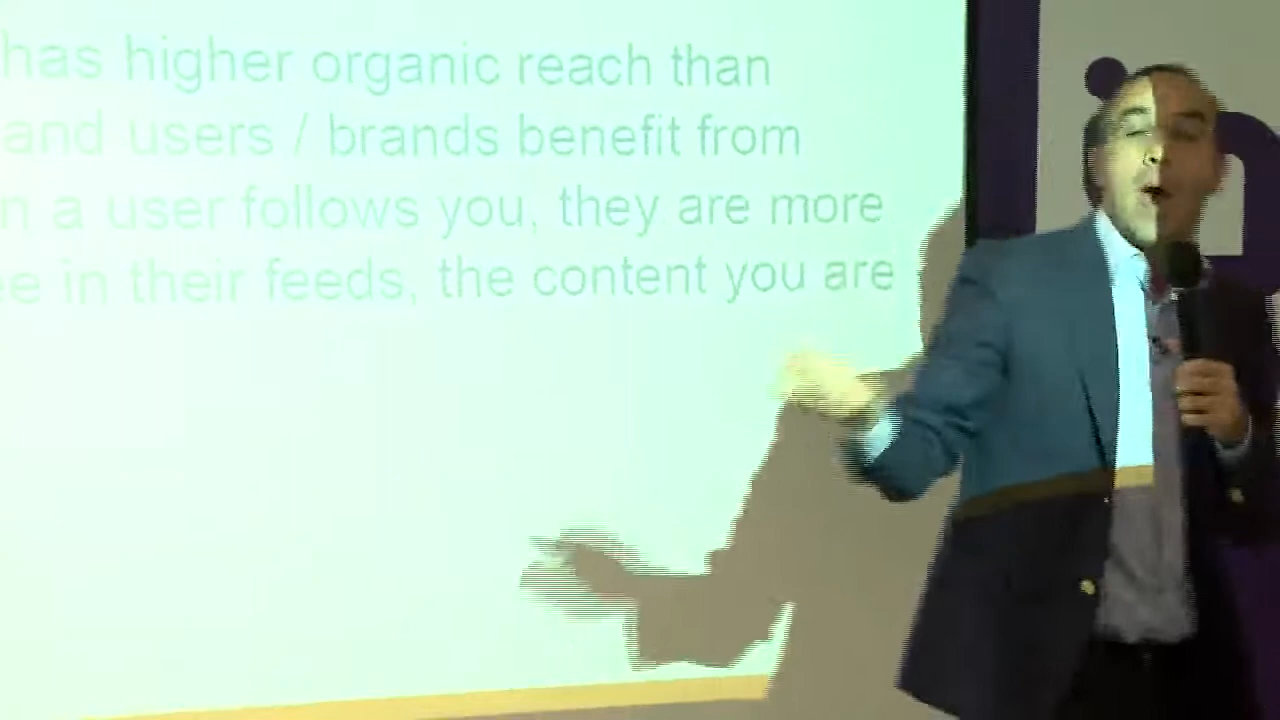 has higher organic reach than
and users / brands benefit from
a user follows you, they are more
in their feeds, the content you are